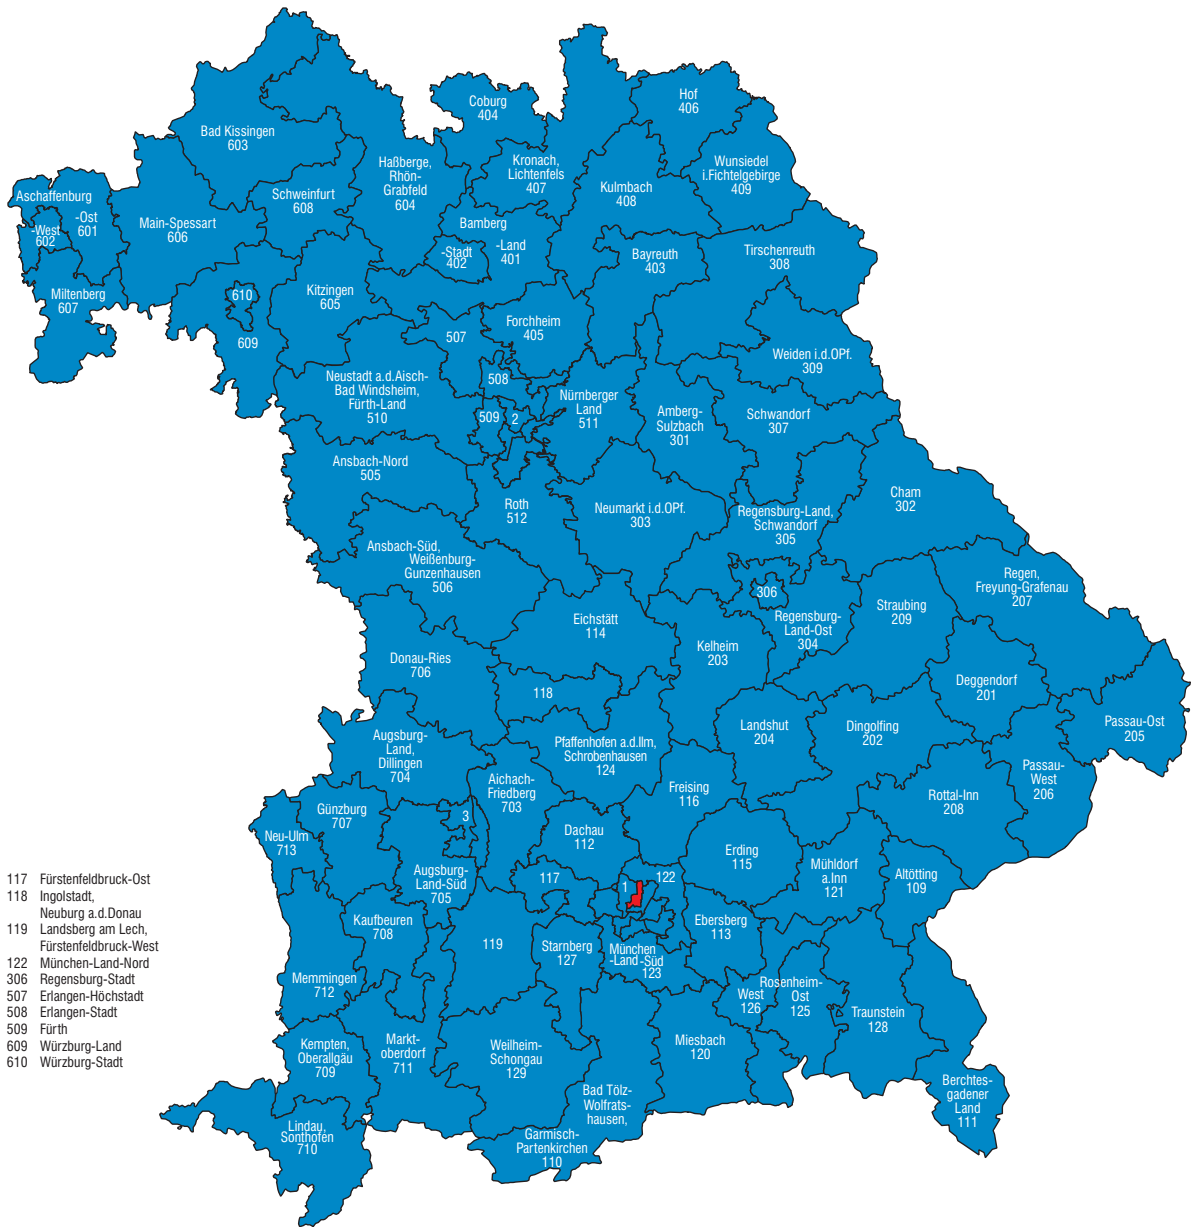 Coburg
404
Hof
406
Bad Kissingen
603
Haßberge,
Rhön-
Grabfeld
604
Kronach,
Lichtenfels
407
Wunsiedel
i.Fichtelgebirge
409
Kulmbach
408
Aschaffenburg
-Ost
601
-West
602
Main-Spessart
606
Schweinfurt
608
Bamberg
-Land
401
-Stadt
402
Bayreuth
403
Tirschenreuth
308
Miltenberg
607
610
609
Kitzingen
605
507
Forchheim
405
Weiden i.d.OPf.
309
Neustadt a.d.Aisch-
Bad Windsheim,
Fürth-Land
510
508
509
2
Nürnberger
Land
511
Amberg-
Sulzbach
301
Schwandorf
307
Ansbach-Nord
505
Roth
512
Neumarkt i.d.OPf.
303
Regensburg-Land,
Schwandorf
305
Cham
302
Ansbach-Süd,
Weißenburg-
Gunzenhausen
506
306
Regen,
Freyung-Grafenau
207
Eichstätt
114
Kelheim
203
Regensburg-
Land-Ost
304
Straubing
209
Donau-Ries
706
118
Deggendorf
201
Landshut
204
Dingolfing
202
Passau-Ost
205
Augsburg-
Land,
Dillingen
704
Pfaffenhofen a.d.Ilm,
Schrobenhausen
124
Aichach-
Friedberg
703
Freising
116
Passau-
West
206
Rottal-Inn
208
Günzburg
707
3
Neu-Ulm
713
Dachau
112
Erding
115
Mühldorf
a.Inn
121
Altötting
109
Augsburg-
Land-Süd
705
117
1
122
Kaufbeuren
708
119
Starnberg
127
München
-Land-Süd
123
Ebersberg
113
Memmingen
712
West
126
Rosenheim-
Ost
125
Traunstein
128
Kempten,
Oberallgäu
709
Markt-
oberdorf
711
Weilheim-
Schongau
129
Miesbach
120
Bad Tölz-
Wolfrats-
hausen,
Garmisch-
Partenkirchen
110
Berchtes-
gadener
Land
111
Lindau,
Sonthofen
710
117 Fürstenfeldbruck-Ost
118 Ingolstadt,
Neuburg a.d.Donau
119 Landsberg am Lech,
Fürstenfeldbruck-West
122 München-Land-Nord
306 Regensburg-Stadt
507 Erlangen-Höchstadt
508 Erlangen-Stadt
509 Fürth
609 Würzburg-Land
610 Würzburg-Stadt